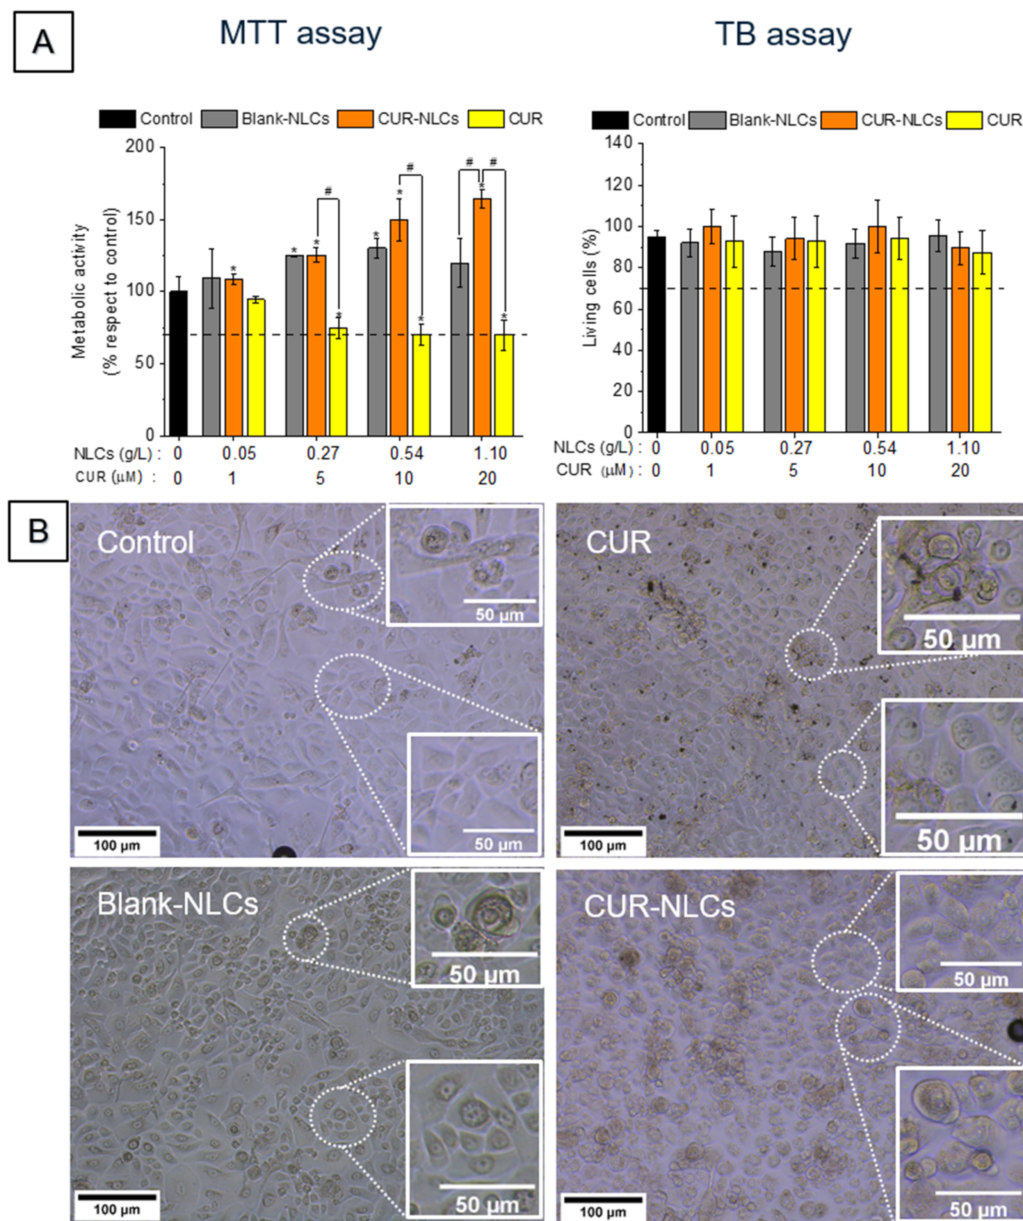 A
MTT assay
TB assay
Control Blank-NLCs CUR-NLCs CUR
Control Blank-NLCs CUR-NLCs CUR
Metabolic activity
(% respect to control)
200
150
100
50
0
* * * * * * * * *
# # # #
NLCs (g/L) : 0 0.05 0.27 0.54 1.10
CUR (μM) : 0 1 5 10 20
Living cells (%)
140
120
100
80
60
40
20
0
NLCs (g/L) : 0 0.05 0.27 0.54 1.10
CUR (μM) : 0 1 5 10 20
B
Control
50 μm
50 μm
100 μm
CUR
50 μm
50 μm
100 μm
Blank-NLCs
50 μm
50 μm
100 μm
CUR-NLCs
50 μm
50 μm
100 μm